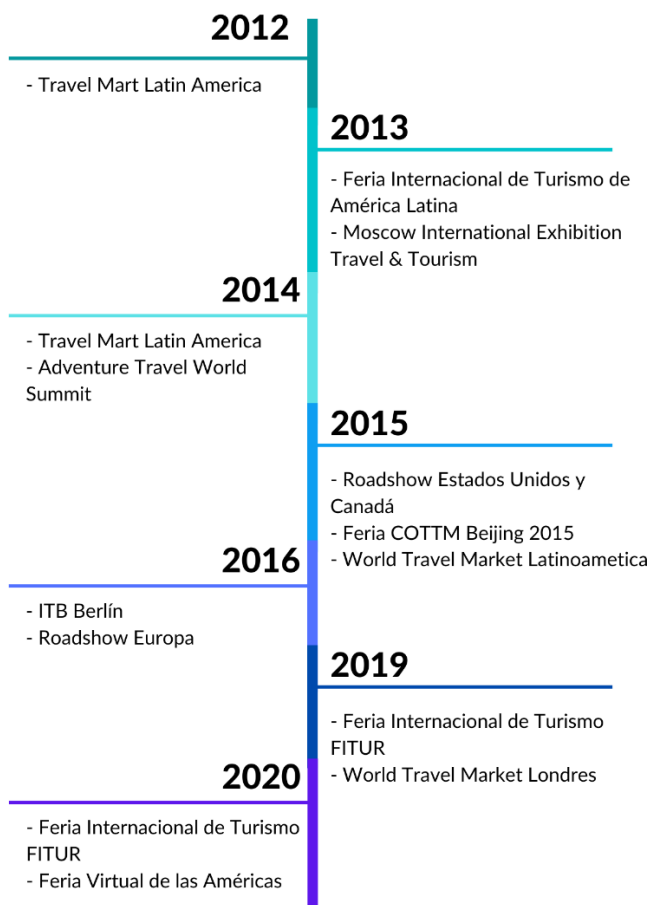 2012
- Travel Mart Latin America
2013
- Feria Internacional de Turismo de
América Latina
- Moscow International Exhibition
Travel & Tourism
2014
- Travel Mart Latin America
- Adventure Travel World
Summit
2015
- Roadshow Estados Unidos y
Canadá
- Feria COTTM Beijing 2015
- World Travel Market Latinoametica
2016
- ITB Berlín
- Roadshow Europa
2019
- Feria Internacional de Turismo
FITUR
- World Travel Market Londres
2020
- Feria Internacional de Turismo
FITUR
- Feria Virtual de las Américas